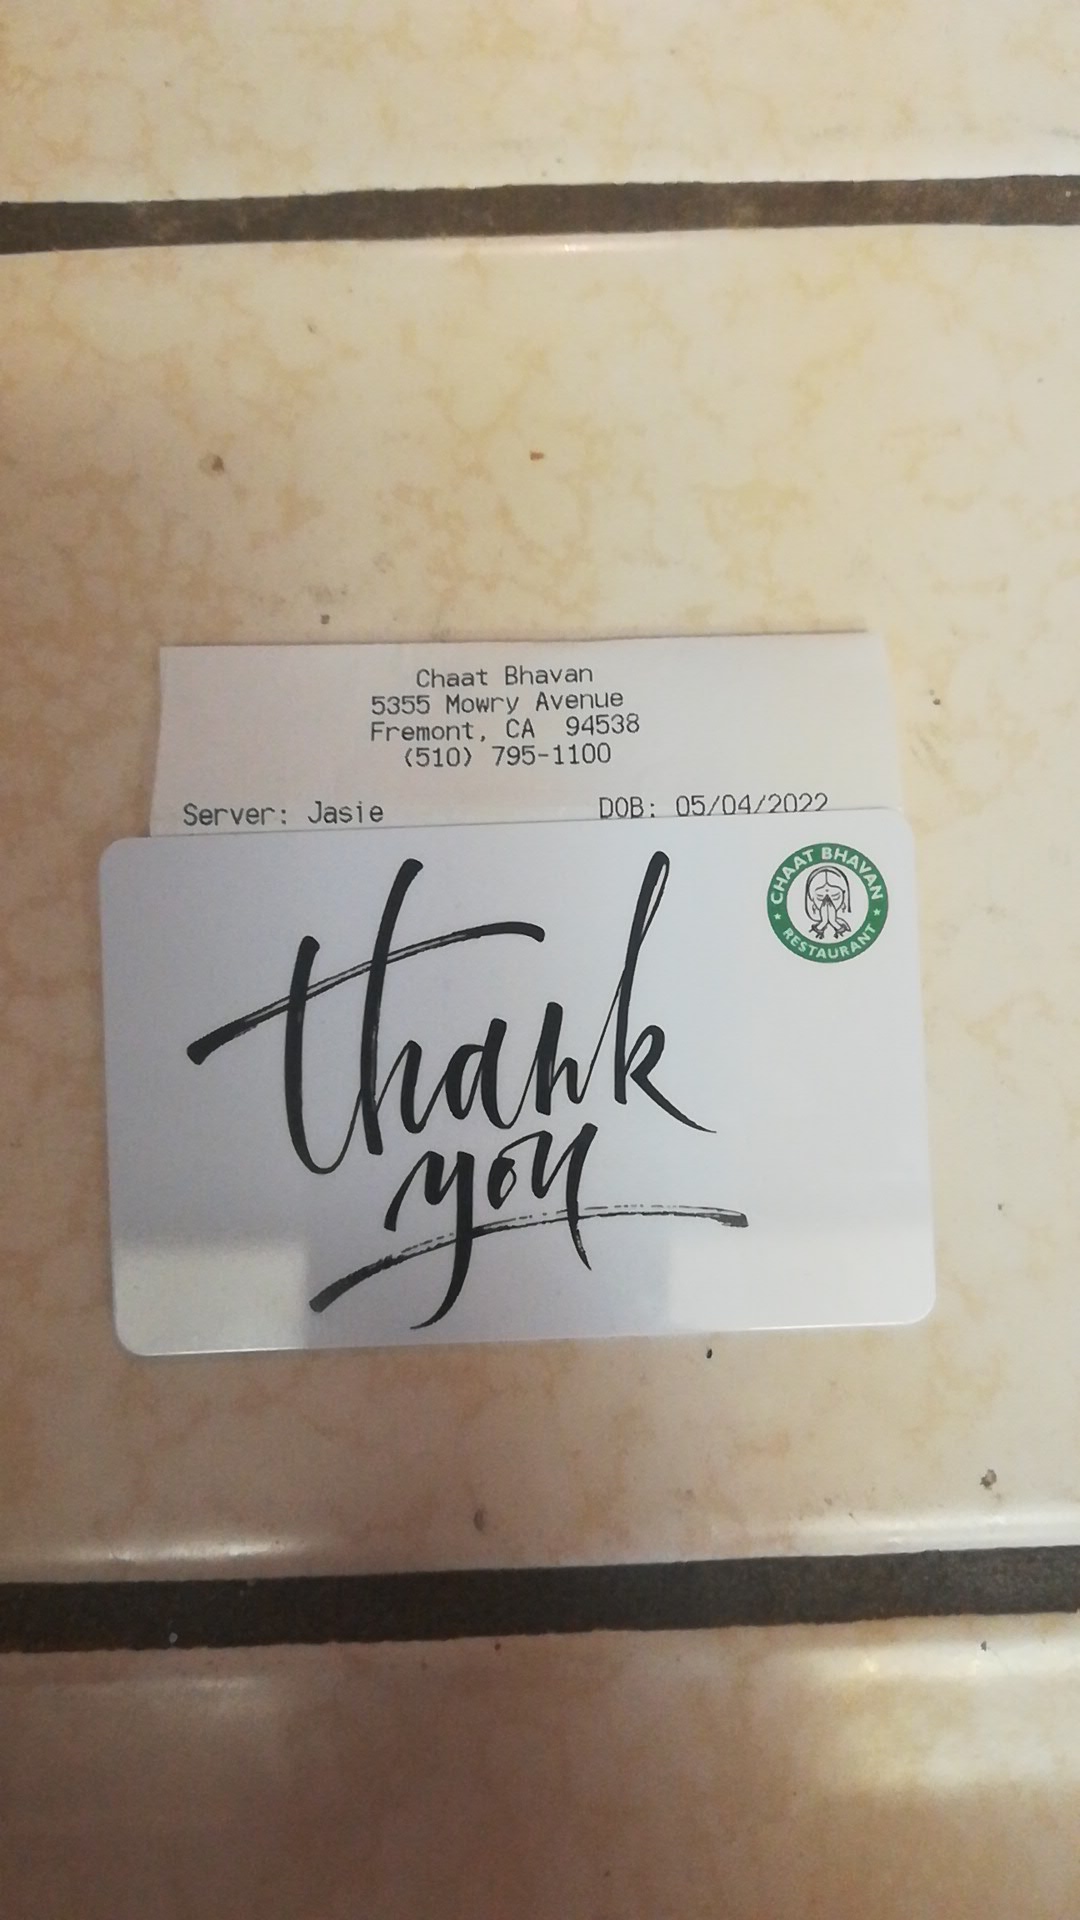 Chaat Bhavan
5355 Mowry Avenue
Fremont, CA 94538
(510) 795-1100
Server: Jasie DOB: 05/04/2022
CHAAT BHAVAN
RESTAURANT
thank
you